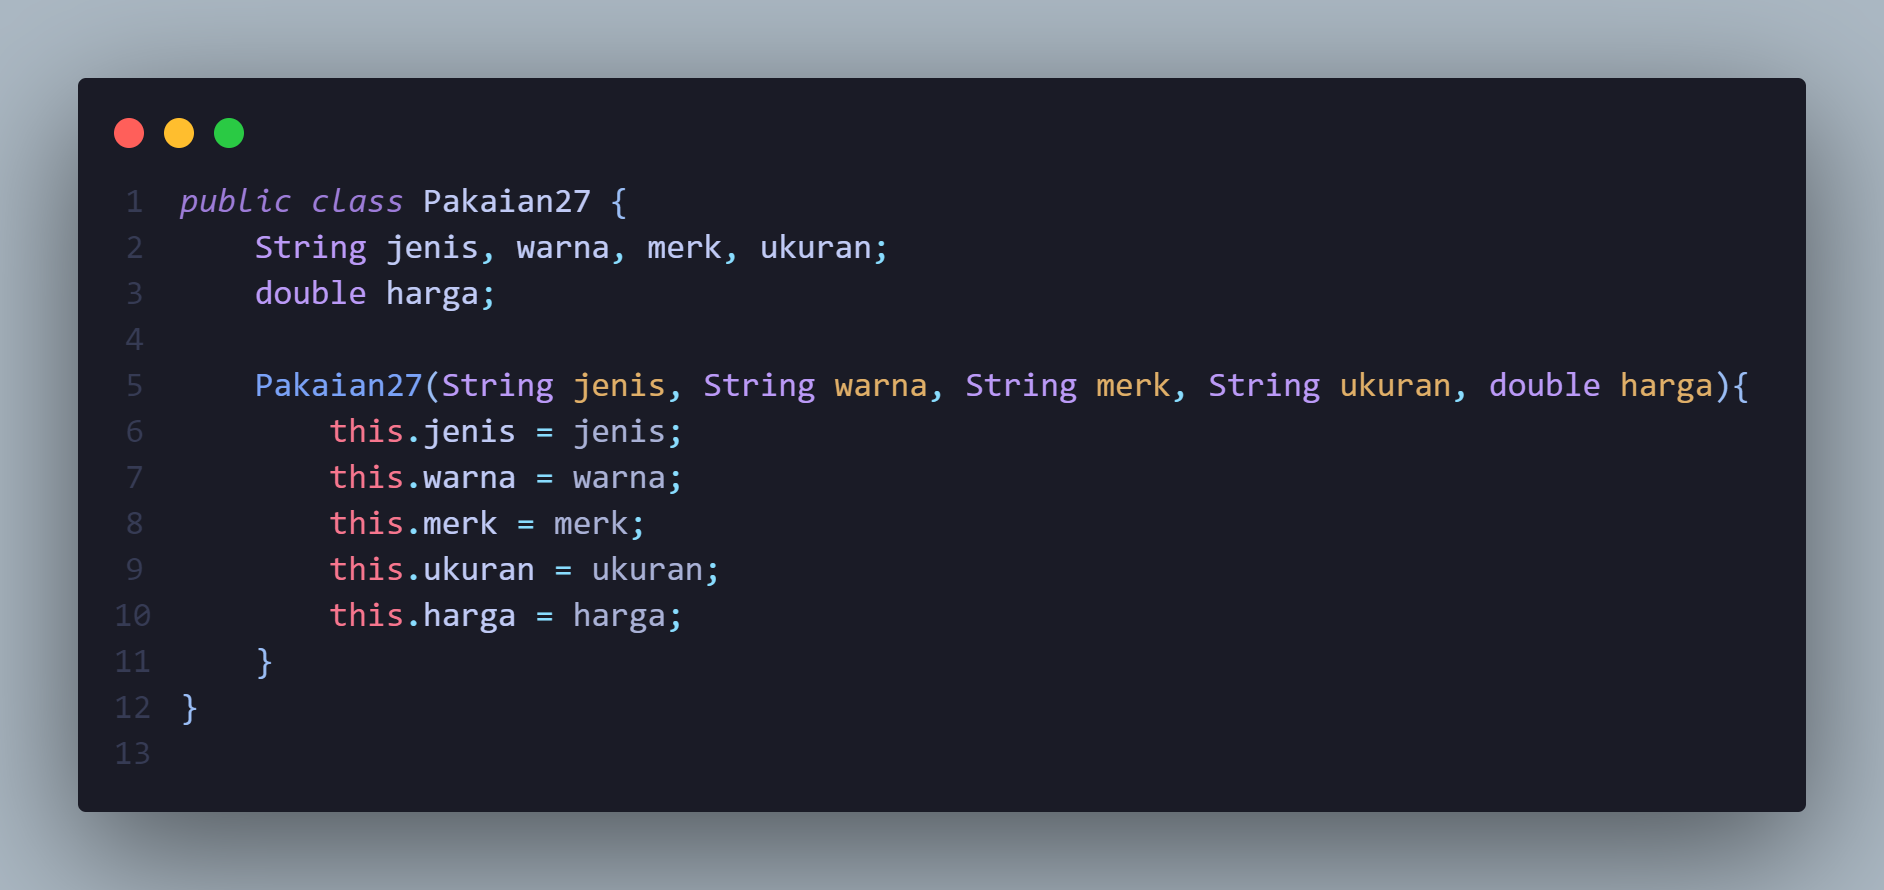 1 public class Pakaian27 {
2     String jenis, warna, merk, ukuran;
3     double harga;
4
5     Pakaian27(String jenis, String warna, String merk, String ukuran, double harga){
6         this.jenis = jenis;
7         this.warna = warna;
8         this.merk = merk;
9         this.ukuran = ukuran;
10         this.harga = harga;
11     }
12 }
13